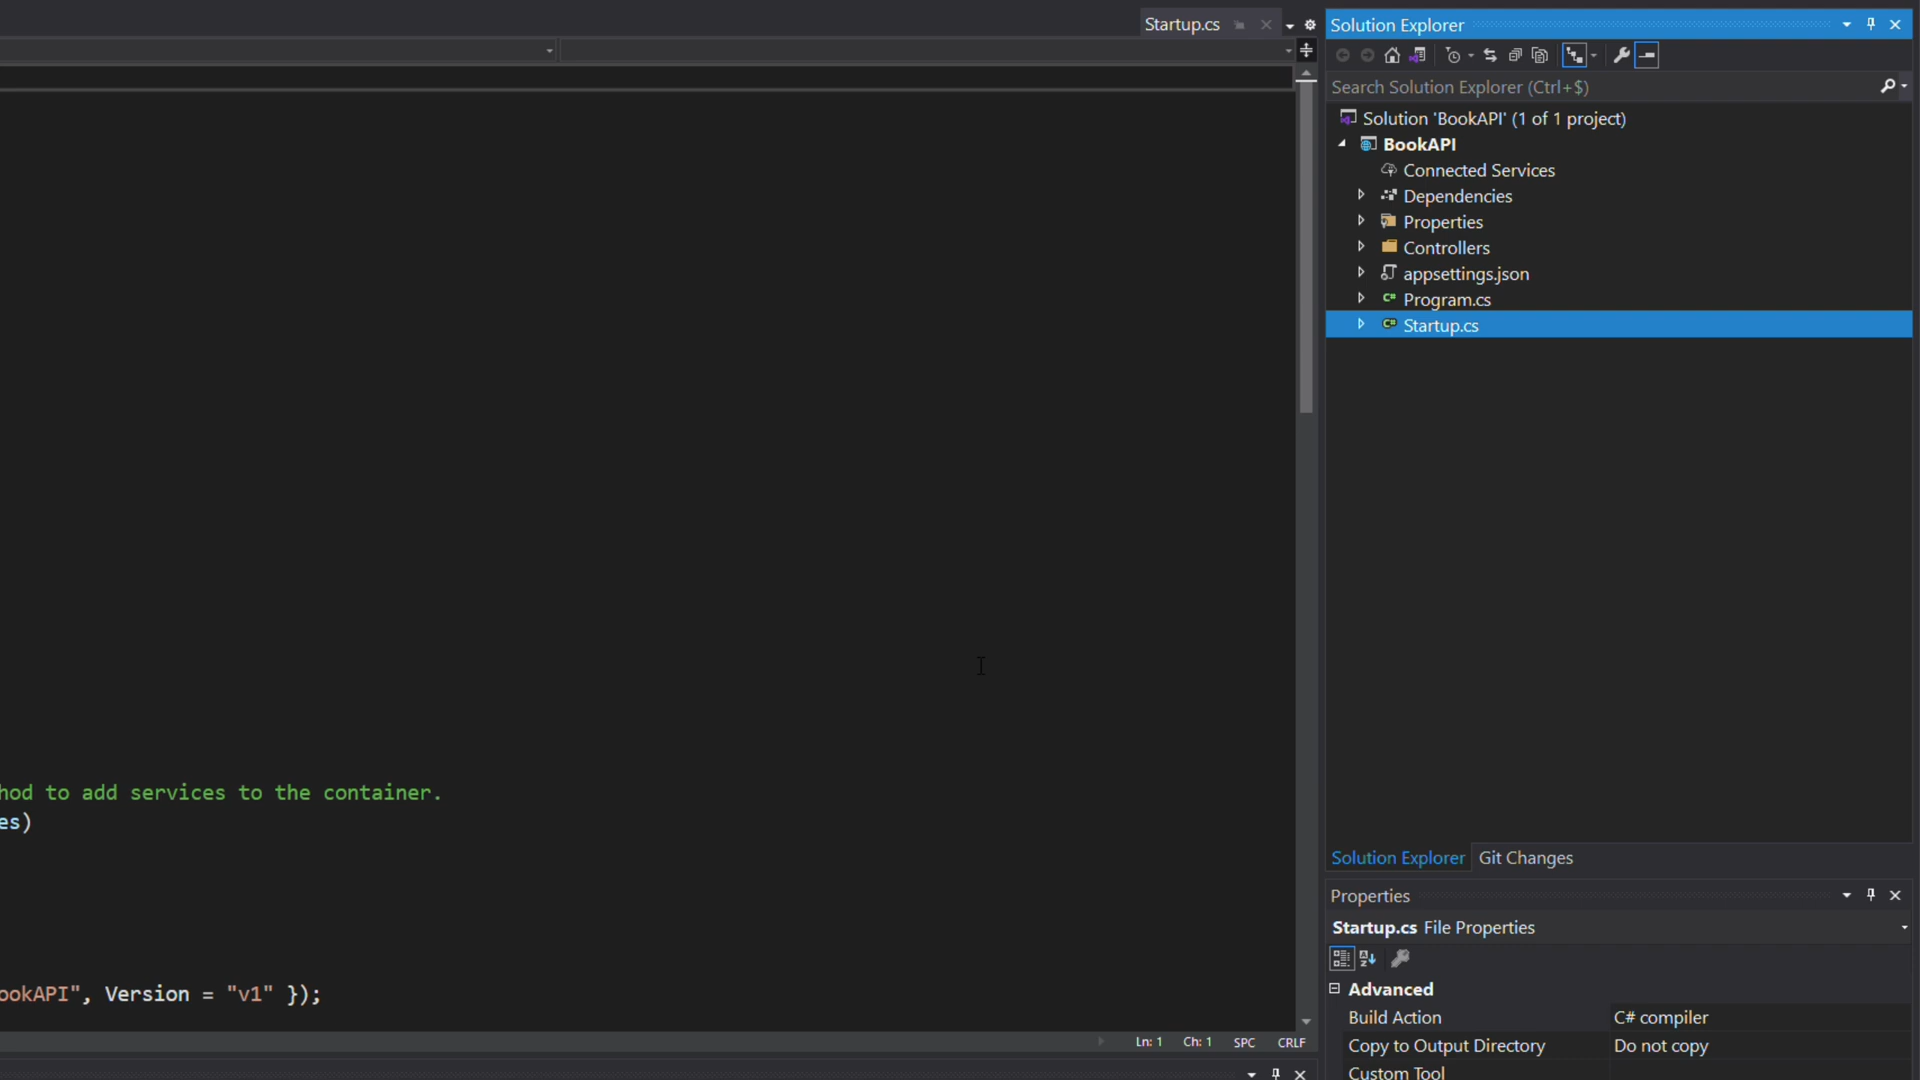 Startup.cs
Solution Explorer
Search Solution Explorer (Ctrl+$)
Solution 'BookAPI' (1 of 1 project)
BookAPI
Connected Services
Dependencies
Properties
Controllers
appsettings.json
C# Program.cs
C# Startup.cs
hod to add services to the container.
es)
ookAPI", Version = "v1" });
Ln: 1 Ch: 1 SPC CRLF
Solution Explorer Git Changes
Properties
Startup.cs File Properties
Advanced
Build Action C# compiler
Copy to Output Directory Do not copy
Custom Tool